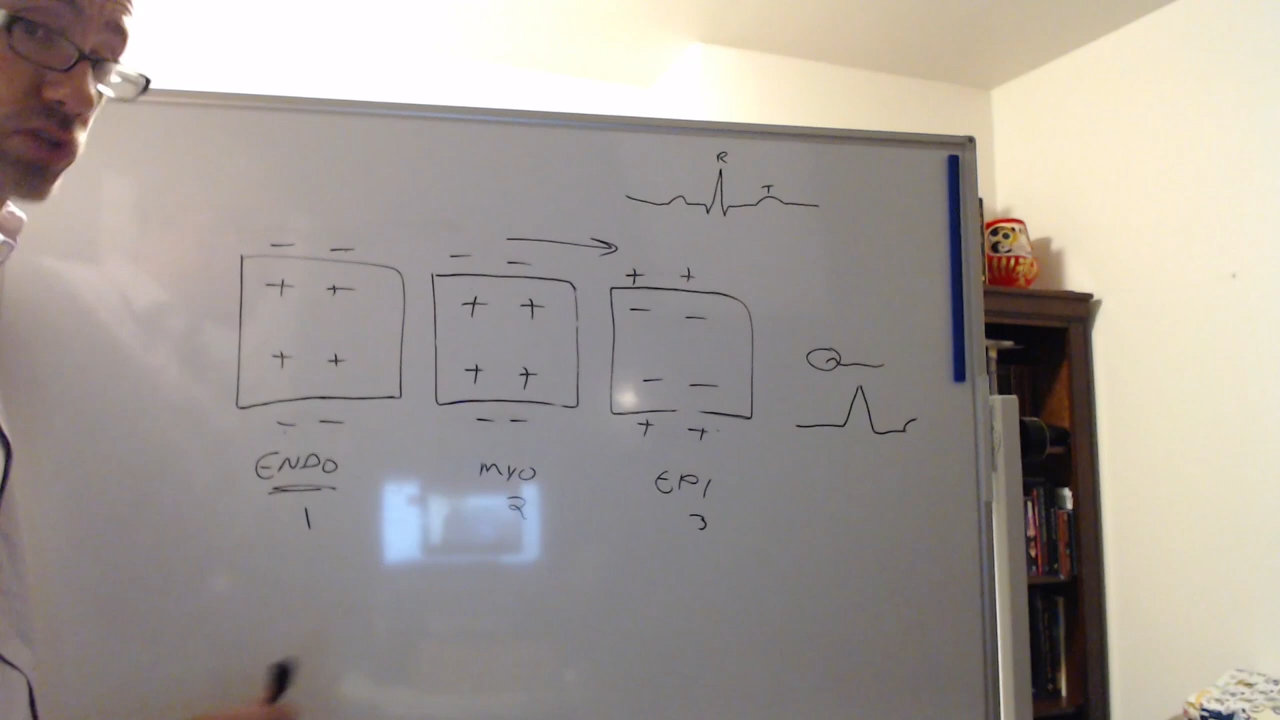 R
T
− − − −
+ +
+ + + + − −
+ + + + − −
− − − − + +
ENDO MYO EPI
1 2 3